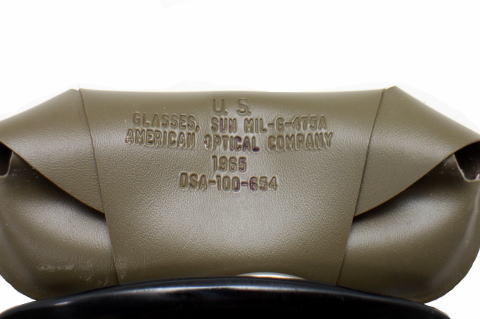 U. S.
GLASSES, SUN MIL-G-475A
AMERICAN OPTICAL COMPANY
1965
DSA-100-654